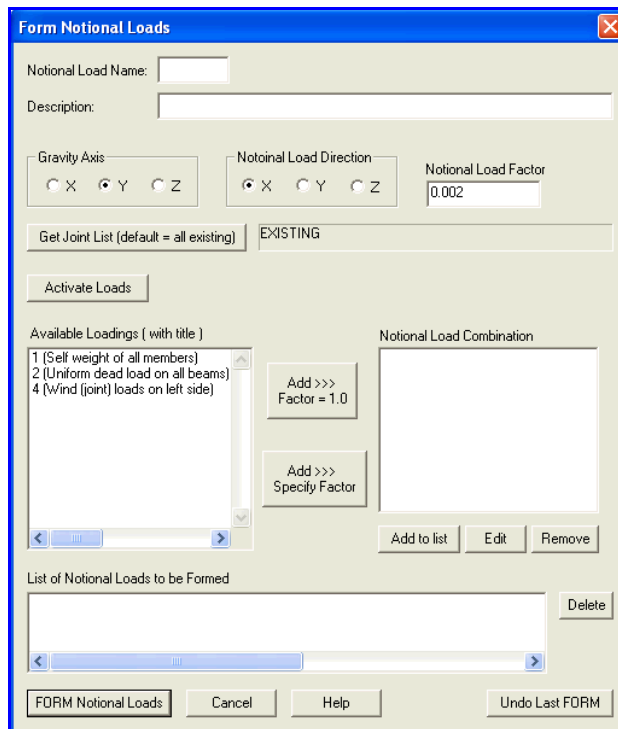 Form Notional Loads
Notional Load Name:
Description:
Gravity Axis
X Y Z
Notoinal Load Direction
X Y Z
Notional Load Factor
0.002
Get Joint List (default = all existing)
EXISTING
Activate Loads
Available Loadings ( with title )
1 (Self weight of all members)
2 (Uniform dead load on all beams)
4 (Wind (joint) loads on left side)
Add >>>
Factor = 1.0
Add >>>
Specify Factor
Notional Load Combination
Add to list
Edit
Remove
List of Notional Loads to be Formed
Delete
FORM Notional Loads
Cancel
Help
Undo Last FORM